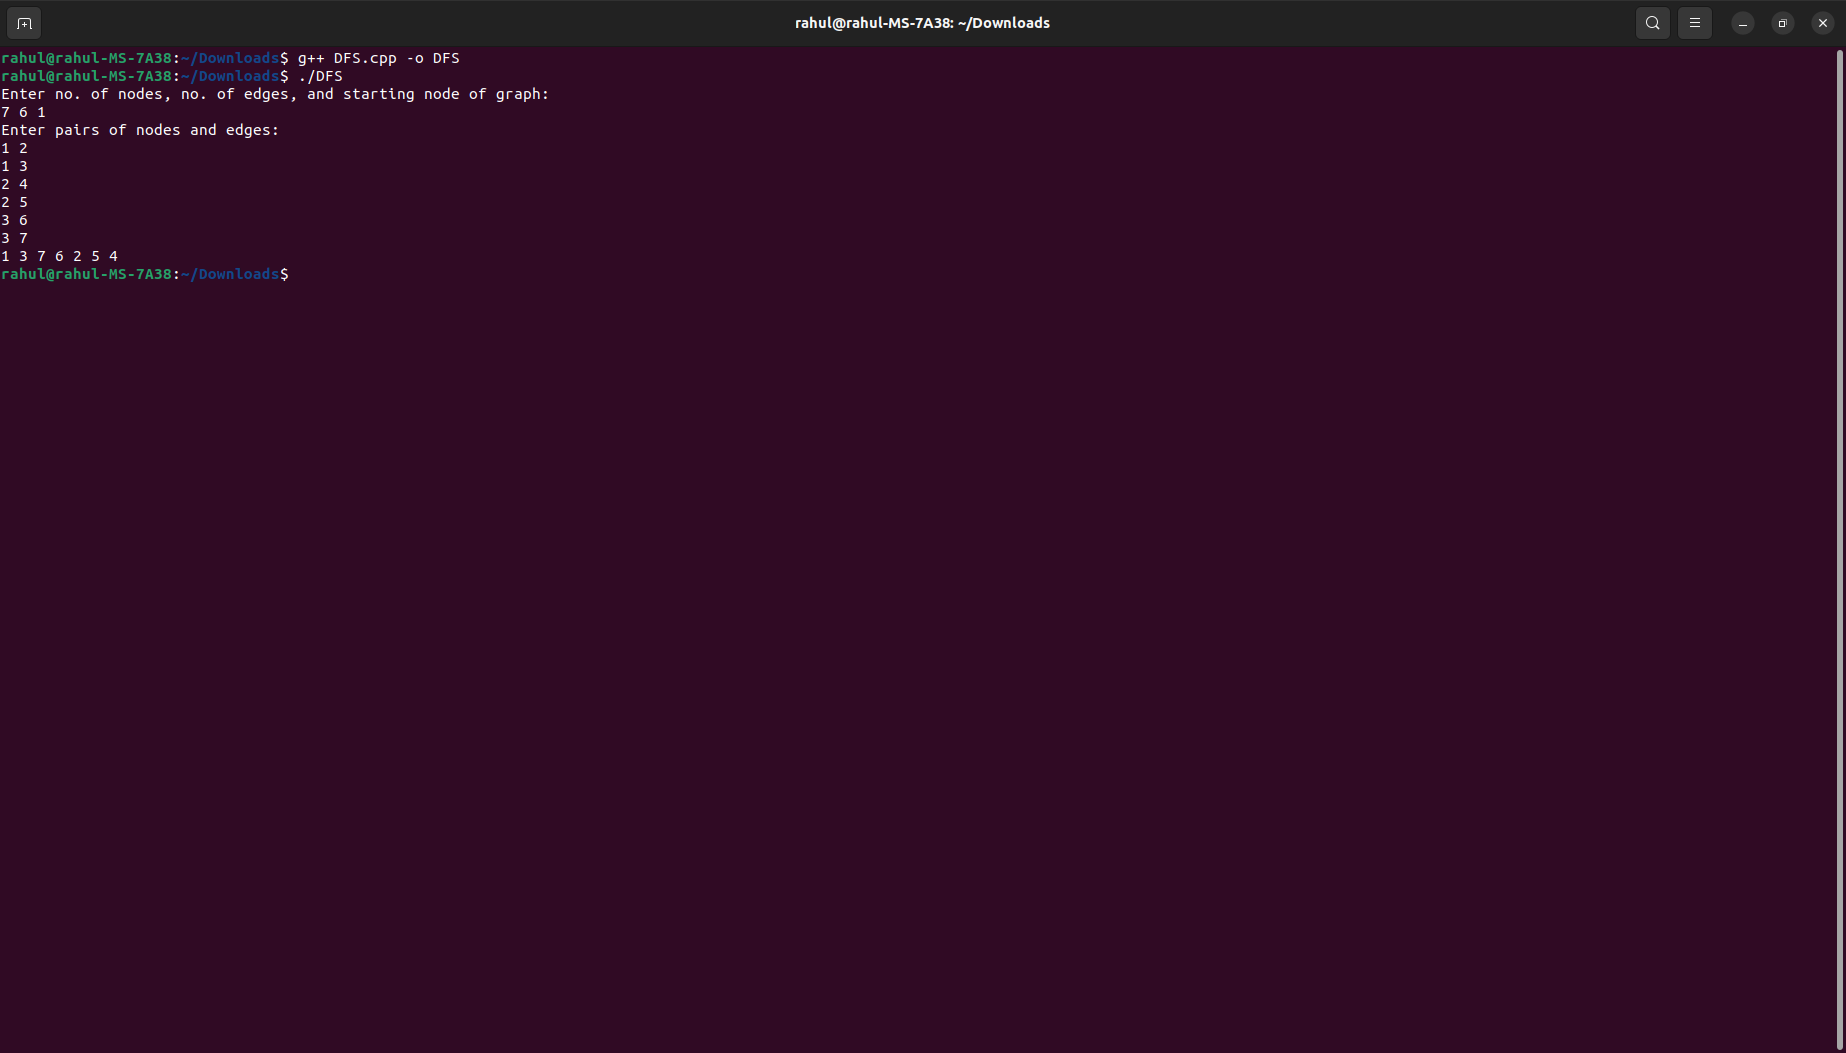 rahul@rahul-MS-7A38: ~/Downloads
rahul@rahul-MS-7A38:~/Downloads$ g++ DFS.cpp -o DFS
rahul@rahul-MS-7A38:~/Downloads$ ./DFS
Enter no. of nodes, no. of edges, and starting node of graph:
7 6 1
Enter pairs of nodes and edges:
1 2
1 3
2 4
2 5
3 6
3 7
1 3 7 6 2 5 4
rahul@rahul-MS-7A38:~/Downloads$